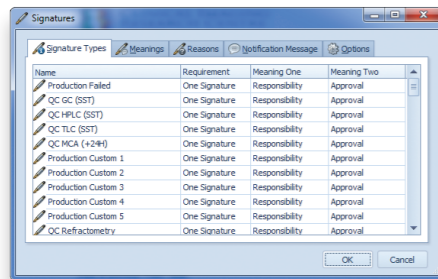 Signatures
Signature Types Meanings Reasons Notification Message Options
Name Requirement Meaning One Meaning Two
Production Failed One Signature Responsibility Approval
QC GC (SST) One Signature Responsibility Approval
QC HPLC (SST) One Signature Responsibility Approval
QC TLC (SST) One Signature Responsibility Approval
QC MCA (+24H) One Signature Responsibility Approval
Production Custom 1 One Signature Responsibility Approval
Production Custom 2 One Signature Responsibility Approval
Production Custom 3 One Signature Responsibility Approval
Production Custom 4 One Signature Responsibility Approval
Production Custom 5 One Signature Responsibility Approval
QC Refractometry One Signature Responsibility Approval
OK Cancel